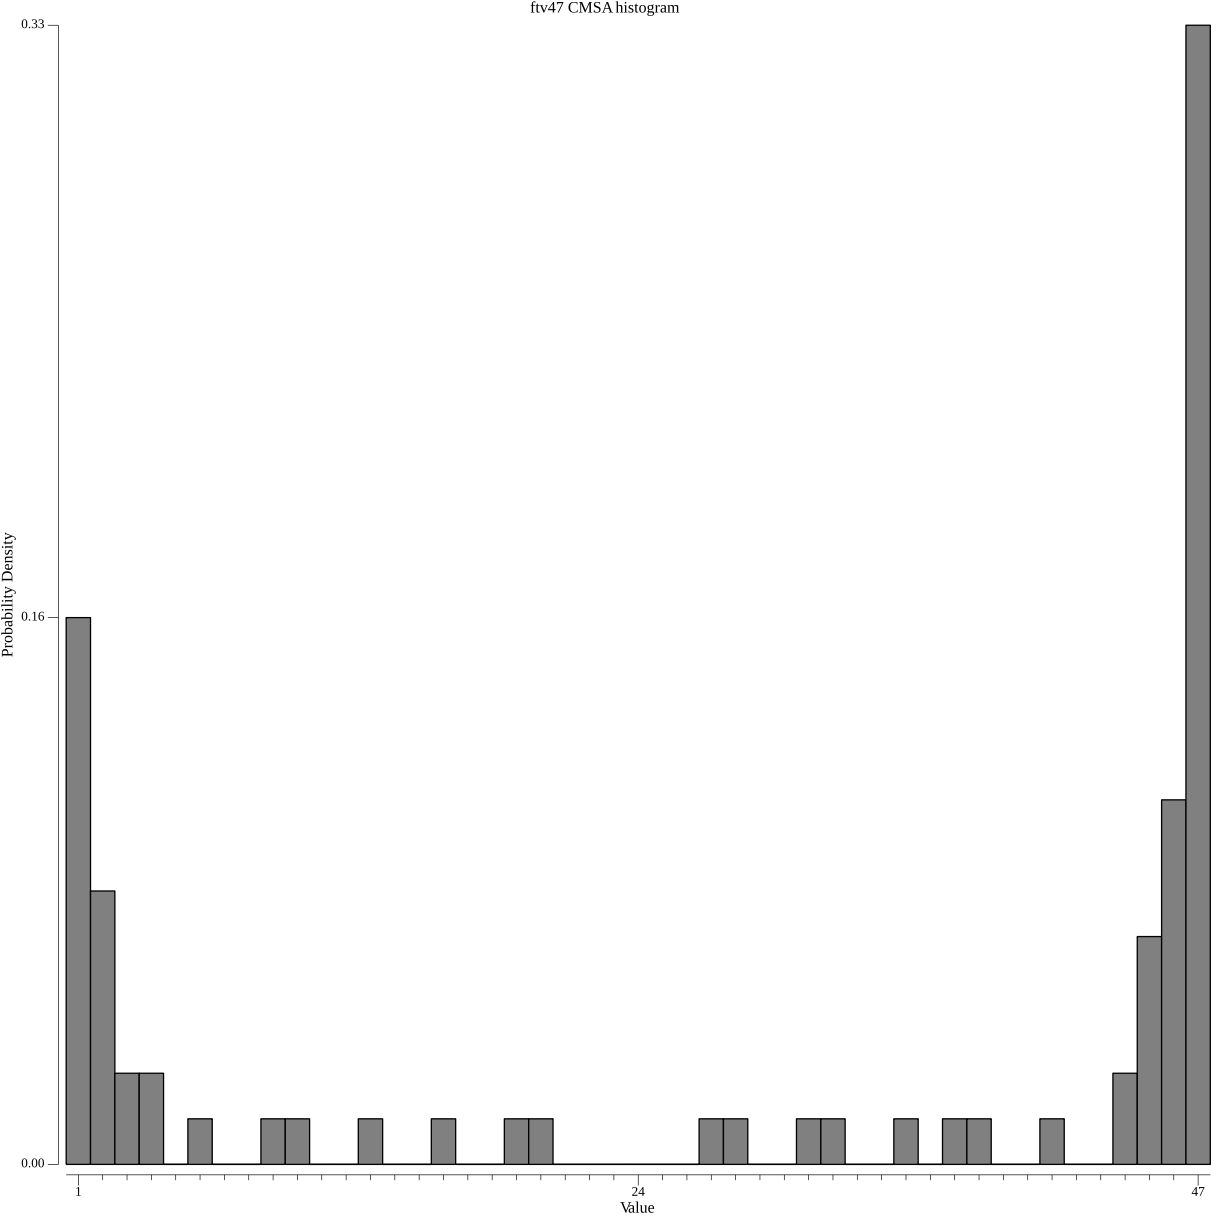 ftv47 CMSA histogram
0.33
0.16
0.00
Probability Density
1
24
47
Value